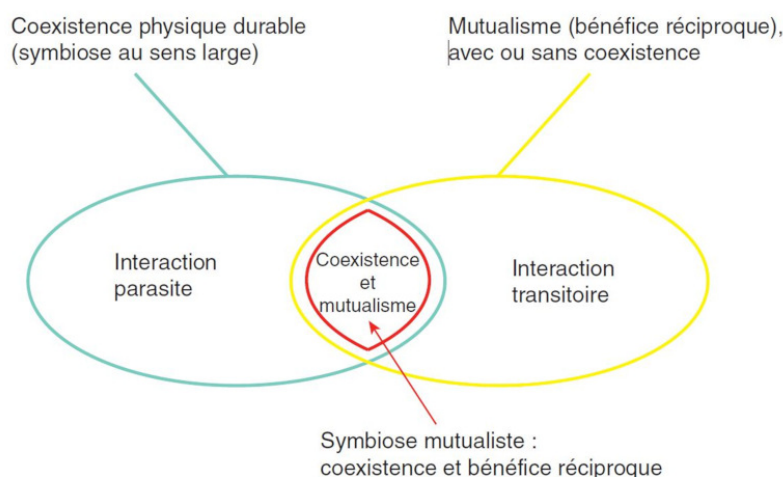 Coexistence physique durable
(symbiose au sens large)
Mutualisme (bénéfice réciproque),
avec ou sans coexistence
Interaction
parasite
Coexistence
et
mutualisme
Interaction
transitoire
Symbiose mutualiste :
coexistence et bénéfice réciproque